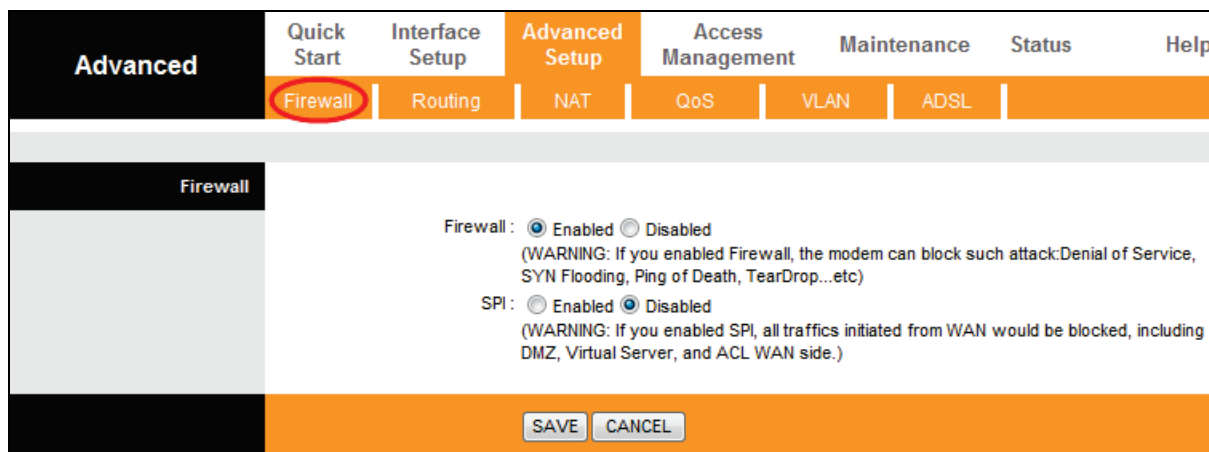 Advanced
Quick Start
Interface Setup
Advanced Setup
Access Management
Maintenance
Status
Help
Firewall
Routing
NAT
QoS
VLAN
ADSL
Firewall
Firewall : Enabled Disabled
(WARNING: If you enabled Firewall, the modem can block such attack:Denial of Service,
SYN Flooding, Ping of Death, TearDrop...etc)
SPI : Enabled Disabled
(WARNING: If you enabled SPI, all traffics initiated from WAN would be blocked, including
DMZ, Virtual Server, and ACL WAN side.)
SAVE CANCEL